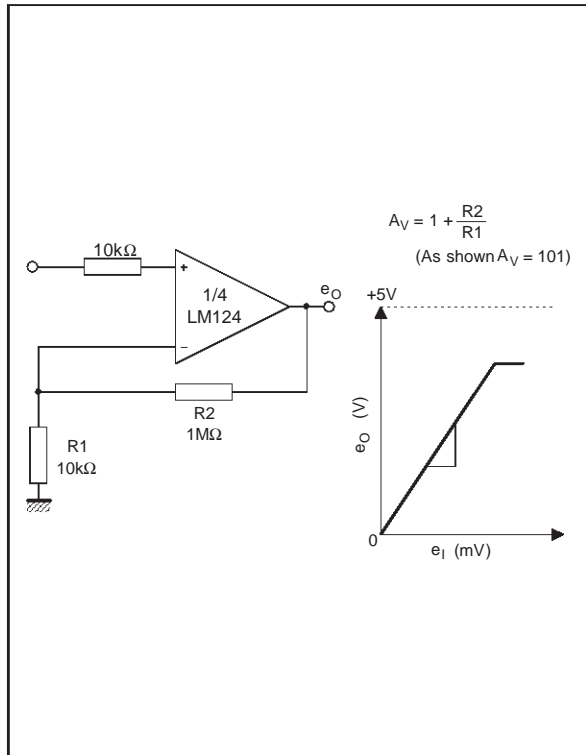 A_V = 1 + R2/R1
(As shown A_V = 101)
10kΩ
+
1/4
LM124
−
e_O
R2
1MΩ
R1
10kΩ
+5V
e_O (V)
0
e_I (mV)